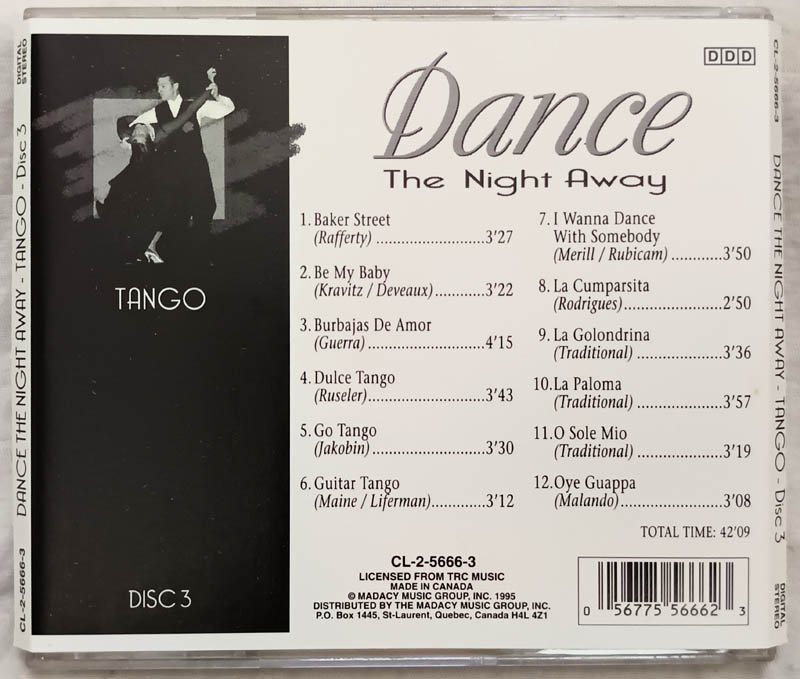 DIGITAL
STEREO
DANCE THE NIGHT AWAY - TANGO - Disc 3
CL-2-5666-3
TANGO
DISC 3
DDD
Dance
The Night Away
1. Baker Street
(Rafferty) ........................3'27
2. Be My Baby
(Kravitz / Deveaux)...........3'22
3. Burbajas De Amor
(Guerra) ..........................4'15
4. Dulce Tango
(Ruseler)..........................3'43
5. Go Tango
(Jakobin) .........................3'30
6. Guitar Tango
(Maine / Liferman)............3'12
7. I Wanna Dance
With Somebody
(Merill / Rubicam) ...........3'50
8. La Cumparsita
(Rodrigues) .....................2'50
9. La Golondrina
(Traditional) ...................3'36
10. La Paloma
(Traditional) ...................3'57
11. O Sole Mio
(Traditional) ...................3'19
12. Oye Guappa
(Malando)........................3'08
TOTAL TIME: 42'09
CL-2-5666-3
LICENSED FROM TRC MUSIC
MADE IN CANADA
© MADACY MUSIC GROUP, INC. 1995
DISTRIBUTED BY THE MADACY MUSIC GROUP, INC.
P.O. Box 1445, St-Laurent, Quebec, Canada H4L 4Z1
0 56775 56662 3
CL-2-5666-3
DANCE THE NIGHT AWAY - TANGO - Disc 3
DIGITAL
STEREO